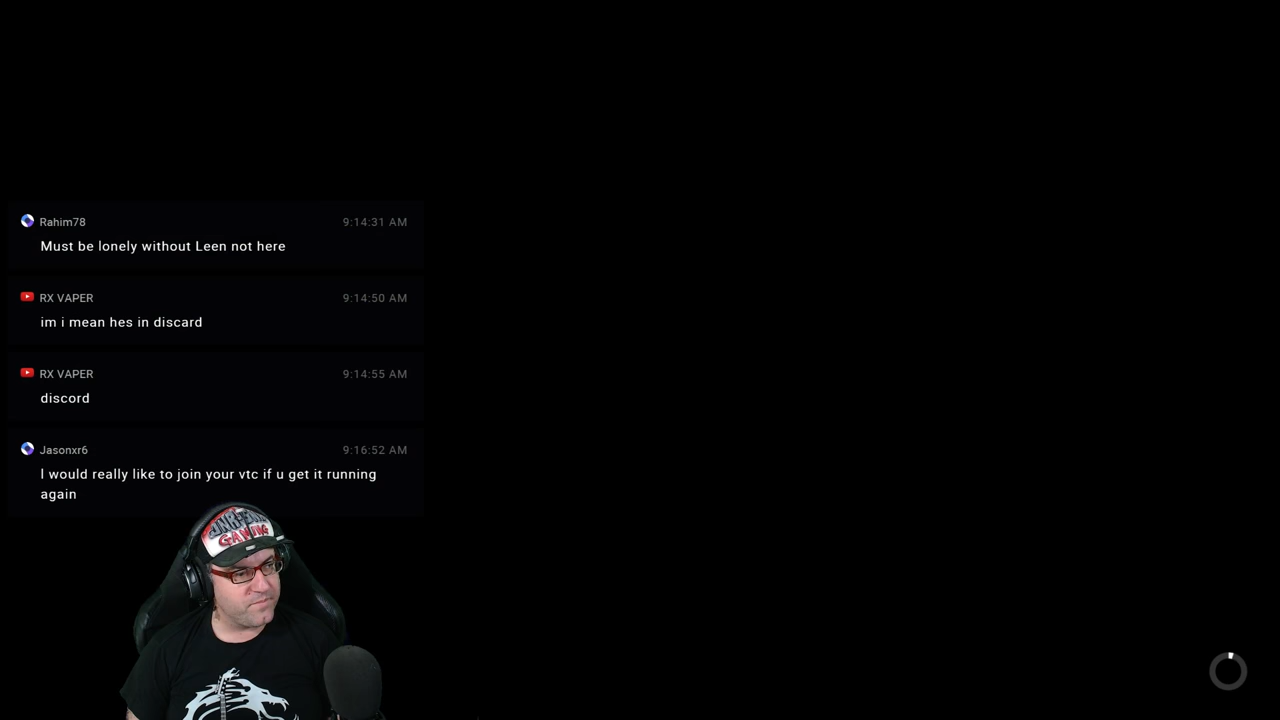 Rahim78 9:14:31 AM
Must be lonely without Leen not here
RX VAPER 9:14:50 AM
im i mean hes in discard
RX VAPER 9:14:55 AM
discord
Jasonxr6 9:16:52 AM
I would really like to join your vtc if u get it running
again
GAMING